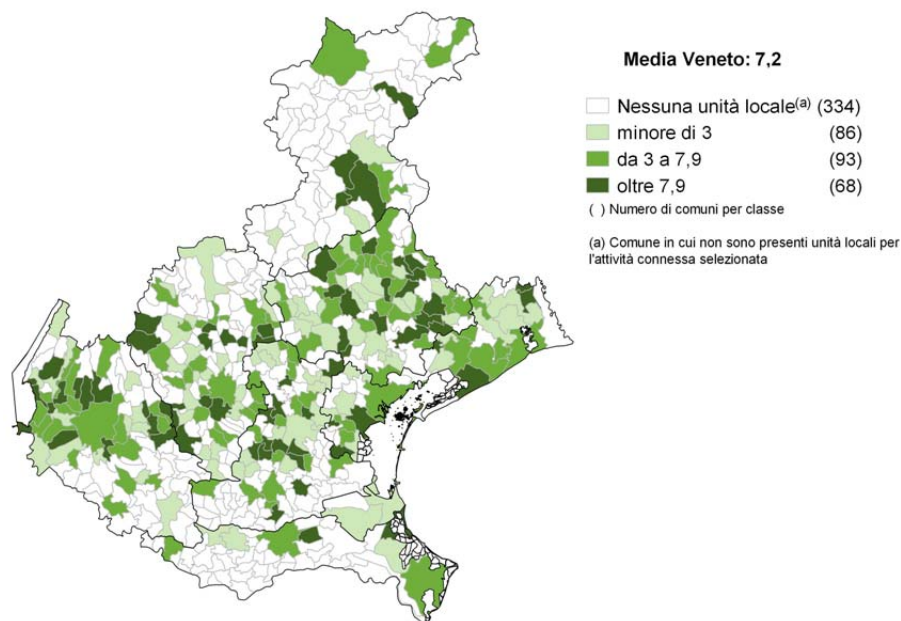 Media Veneto: 7,2
Nessuna unità locale(a) (334)
minore di 3 (86)
da 3 a 7,9 (93)
oltre 7,9 (68)
( ) Numero di comuni per classe
(a) Comune in cui non sono presenti unità locali per
l'attività connessa selezionata